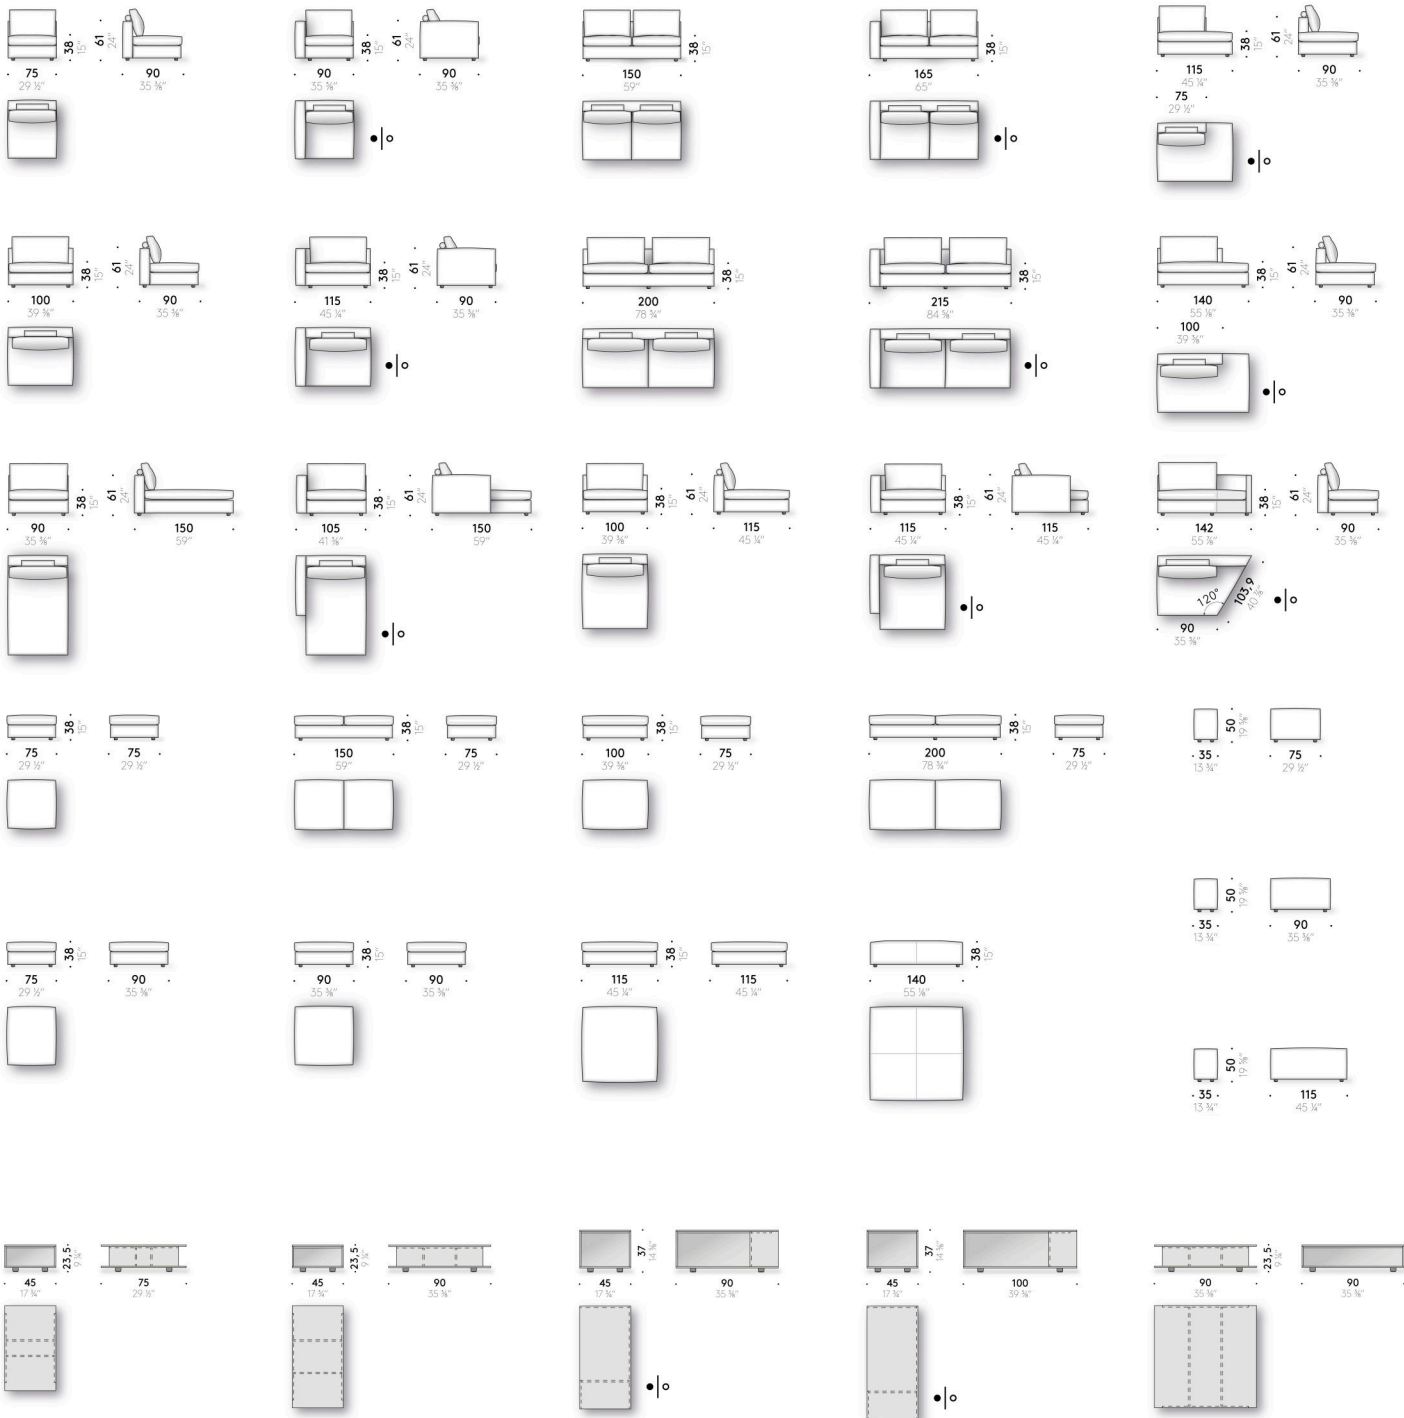 38 15" 61 24"
75 90
29 ½" 35 ⅜"
38 15" 61 24"
90 90
35 ⅜" 35 ⅜"
38 15"
150
59"
38 15"
165
65"
38 15" 61 24"
115 90
45 ¼" 35 ⅜"
75
29 ½"
38 15" 61 24"
100 90
39 ⅜" 35 ⅜"
38 15" 61 24"
115 90
45 ¼" 35 ⅜"
38 15"
200
78 ¾"
38 15"
215
84 ⅝"
38 15" 61 24"
140 90
55 ⅛" 35 ⅜"
100
39 ⅜"
38 15" 61 24"
90 150
35 ⅜" 59"
38 15" 61 24"
105 150
41 ⅜" 59"
38 15" 61 24"
100 115
39 ⅜" 45 ¼"
38 15" 61 24"
115 115
45 ¼" 45 ¼"
38 15" 61 24"
142 90
55 ⅞" 35 ⅜"
120° 103,9 40 ⅞"
90
35 ⅜"
38 15"
75 75
29 ½" 29 ½"
38 15"
150 75
59" 29 ½"
38 15"
100 75
39 ⅜" 29 ½"
38 15"
200 75
78 ¾" 29 ½"
50 19 ⅝"
35 75
13 ¾" 29 ½"
50 19 ⅝"
35 90
13 ¾" 35 ⅜"
38 15"
75 90
29 ½" 35 ⅜"
38 15"
90 90
35 ⅜" 35 ⅜"
38 15"
115 115
45 ¼" 45 ¼"
38 15"
140
55 ⅛"
50 19 ⅝"
35 115
13 ¾" 45 ¼"
23,5 9 ¼"
45 75
17 ¾" 29 ½"
23,5 9 ¼"
45 90
17 ¾" 35 ⅜"
37 14 ⅝"
45 90
17 ¾" 35 ⅜"
37 14 ⅝"
45 100
17 ¾" 39 ⅜"
23,5 9 ¼"
90 90
35 ⅜" 35 ⅜"